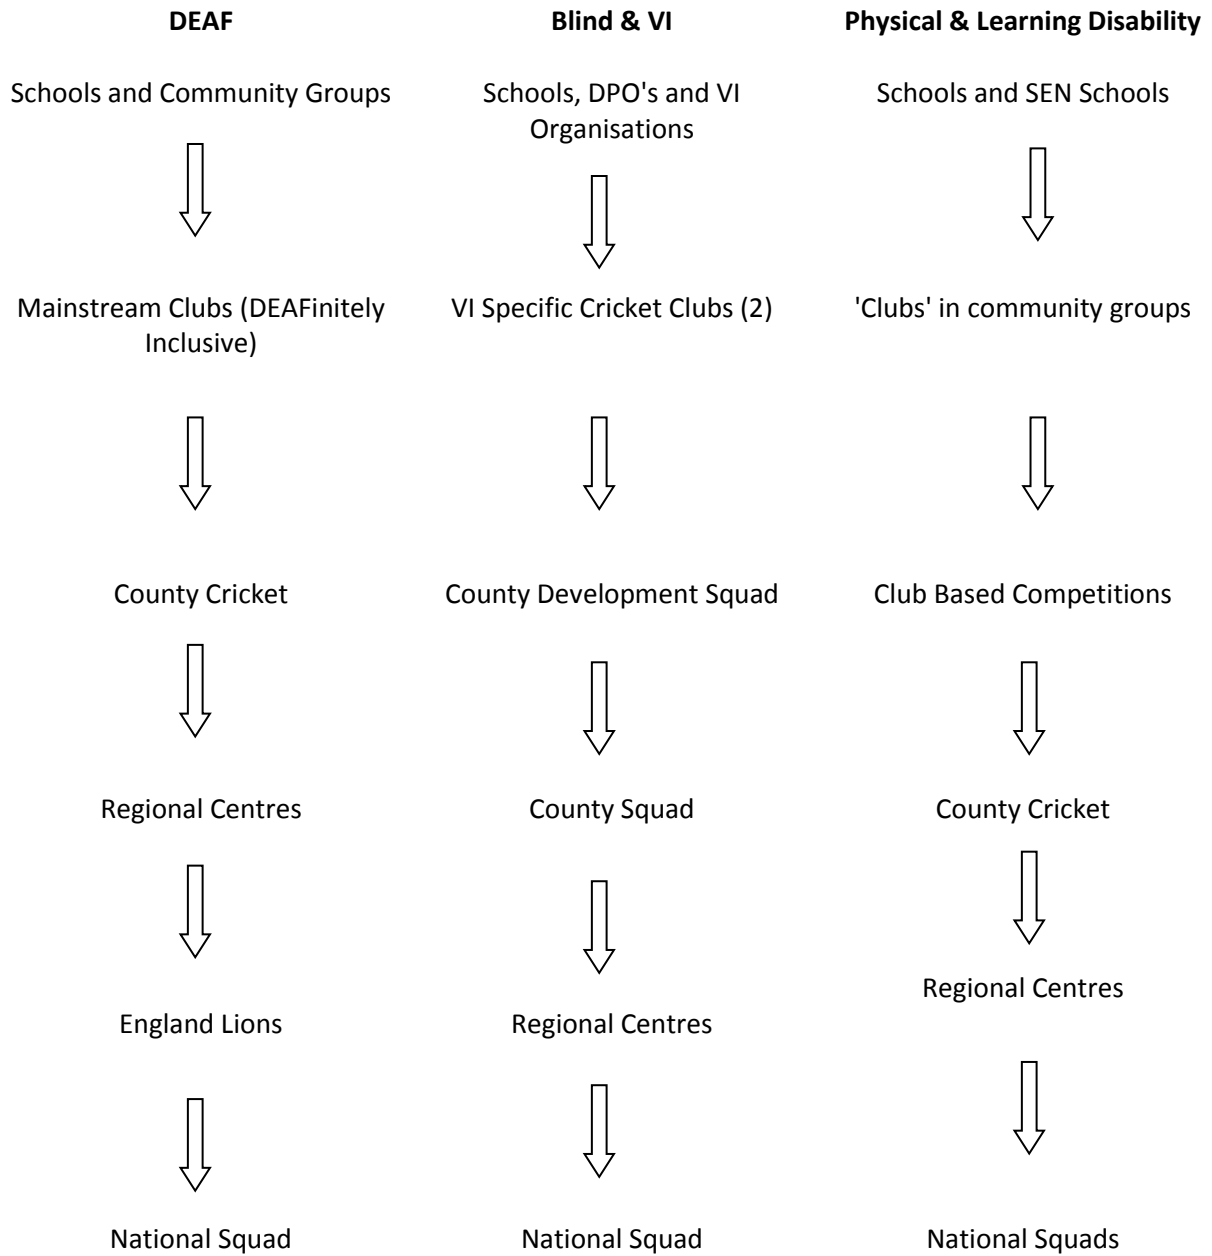 DEAF
Schools and Community Groups
Mainstream Clubs (DEAFinitely
Inclusive)
County Cricket
Regional Centres
England Lions
National Squad
Blind & VI
Schools, DPO's and VI
Organisations
VI Specific Cricket Clubs (2)
County Development Squad
County Squad
Regional Centres
National Squad
Physical & Learning Disability
Schools and SEN Schools
'Clubs' in community groups
Club Based Competitions
County Cricket
Regional Centres
National Squads